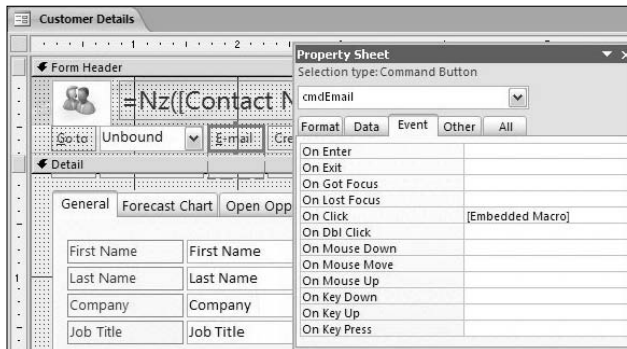 Customer Details
1 2
Form Header
=Nz([Contact N
Go to Unbound E-mail Cre
Detail
General Forecast Chart Open Opp
First Name First Name
Last Name Last Name
Company Company
Job Title Job Title
1
Property Sheet
Selection type: Command Button
cmdEmail
Format Data Event Other All
On Enter
On Exit
On Got Focus
On Lost Focus
On Click [Embedded Macro]
On Dbl Click
On Mouse Down
On Mouse Move
On Mouse Up
On Key Down
On Key Up
On Key Press